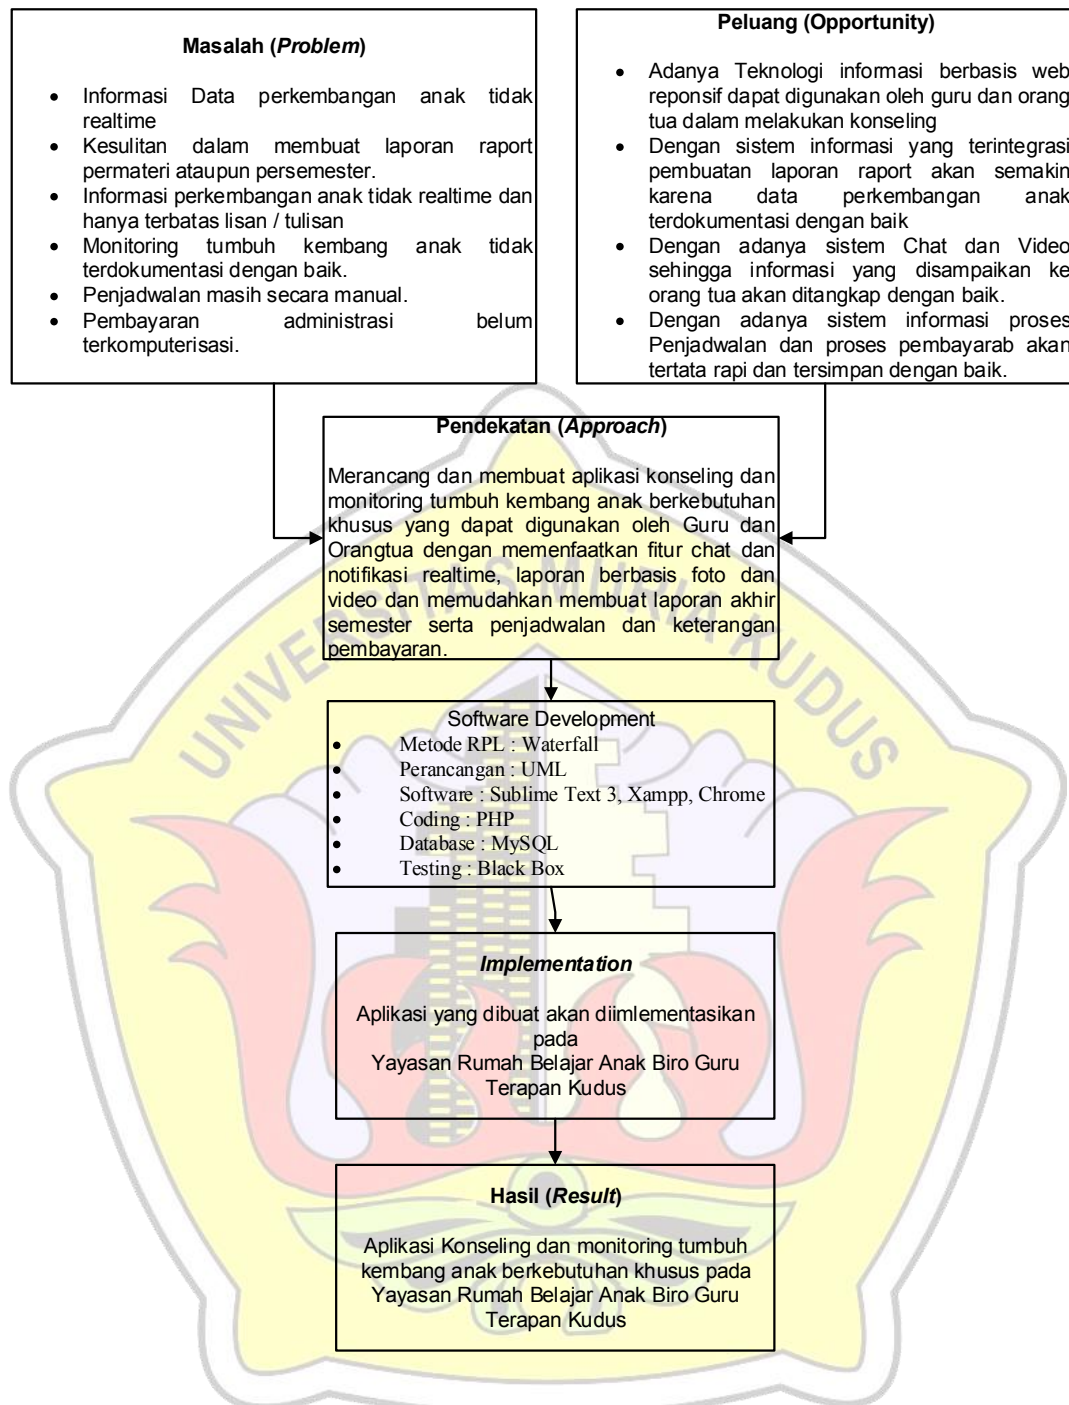 Masalah (Problem)
• Informasi Data perkembangan anak tidak
realtime
• Kesulitan dalam membuat laporan raport
permateri ataupun persemester.
• Informasi perkembangan anak tidak realtime dan
hanya terbatas lisan / tulisan
• Monitoring tumbuh kembang anak tidak
terdokumentasi dengan baik.
• Penjadwalan masih secara manual.
• Pembayaran administrasi belum
terkomputerisasi.
Peluang (Opportunity)
• Adanya Teknologi informasi berbasis web
reponsif dapat digunakan oleh guru dan orang
tua dalam melakukan konseling
• Dengan sistem informasi yang terintegrasi
pembuatan laporan raport akan semakin
karena data perkembangan anak
terdokumentasi dengan baik
• Dengan adanya sistem Chat dan Video
sehingga informasi yang disampaikan ke
orang tua akan ditangkap dengan baik.
• Dengan adanya sistem informasi proses
Penjadwalan dan proses pembayarab akan
tertata rapi dan tersimpan dengan baik.
Pendekatan (Approach)
Merancang dan membuat aplikasi konseling dan
monitoring tumbuh kembang anak berkebutuhan
khusus yang dapat digunakan oleh Guru dan
Orangtua dengan memenfaatkan fitur chat dan
notifikasi realtime, laporan berbasis foto dan
video dan memudahkan membuat laporan akhir
semester serta penjadwalan dan keterangan
pembayaran.
UNIVERSITAS MURIA KUDUS
Software Development
• Metode RPL : Waterfall
• Perancangan : UML
• Software : Sublime Text 3, Xampp, Chrome
• Coding : PHP
• Database : MySQL
• Testing : Black Box
Implementation
Aplikasi yang dibuat akan diimlementasikan
pada
Yayasan Rumah Belajar Anak Biro Guru
Terapan Kudus
Hasil (Result)
Aplikasi Konseling dan monitoring tumbuh
kembang anak berkebutuhan khusus pada
Yayasan Rumah Belajar Anak Biro Guru
Terapan Kudus